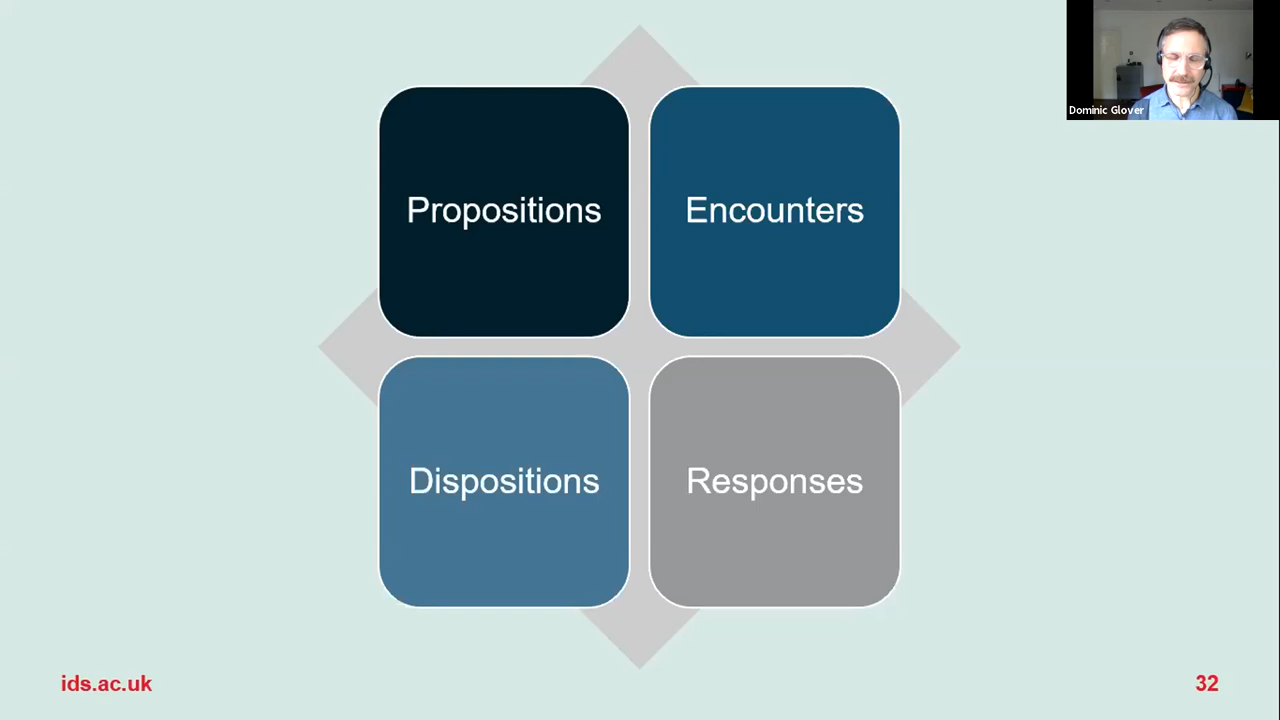 Dominic Glover
Propositions
Encounters
Dispositions
Responses
ids.ac.uk
32